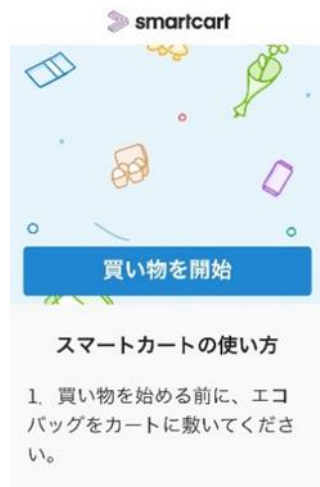 smartcart
買い物を開始
スマートカートの使い方
1. 買い物を始める前に、エコ
バッグをカートに敷いてくださ
い。